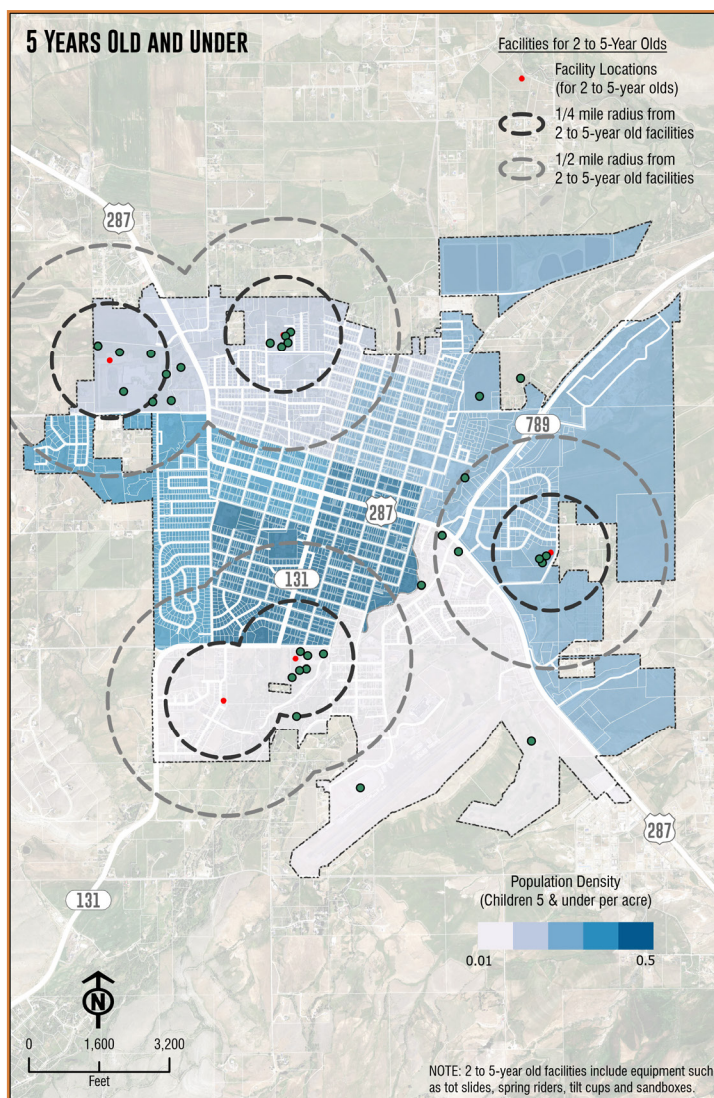 5 Years Old and Under
Facilities for 2 to 5-Year Olds
Facility Locations
(for 2 to 5-year olds)
1/4 mile radius from
2 to 5-year old facilities
1/2 mile radius from
2 to 5-year old facilities
287
789
287
131
287
131
Population Density
(Children 5 & under per acre)
0.01 0.5
N
0 1,600 3,200
Feet
NOTE: 2 to 5-year old facilities include equipment such
as tot slides, spring riders, tilt cups and sandboxes.